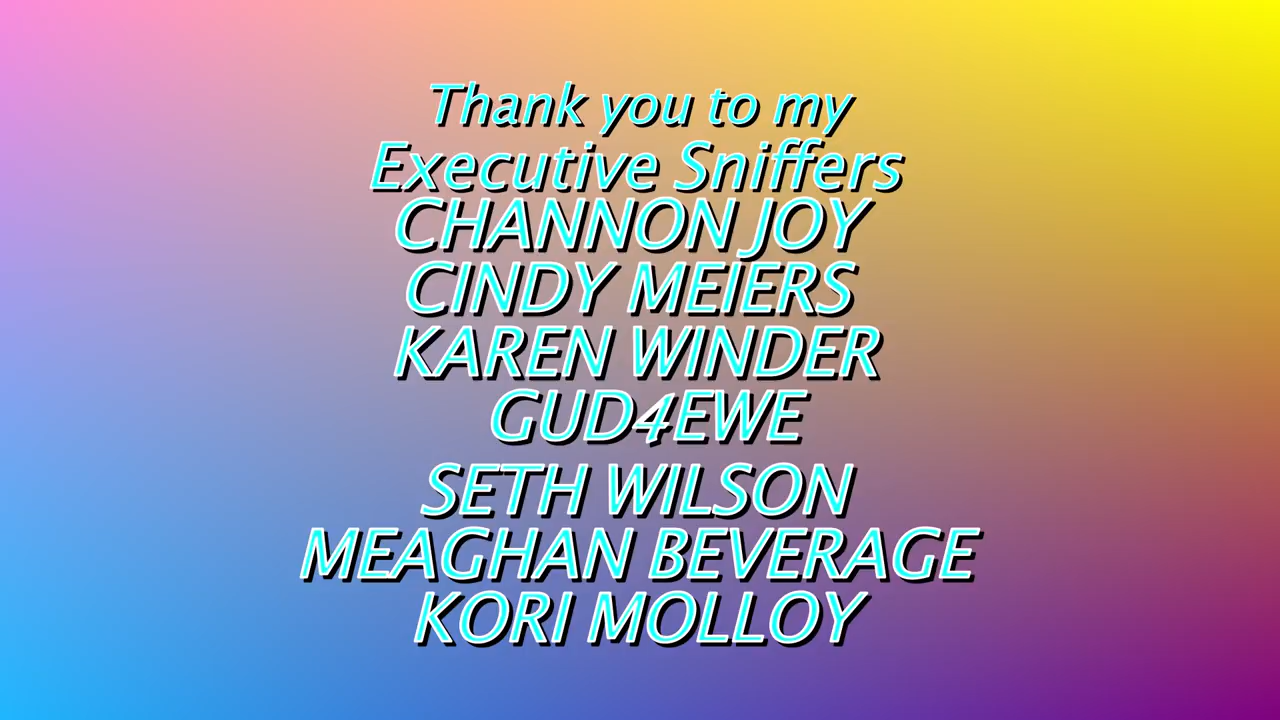 Thank you to my
Executive Sniffers
CHANNON JOY
CINDY MEIERS
KAREN WINDER
GUD4EWE
SETH WILSON
MEAGHAN BEVERAGE
KORI MOLLOY